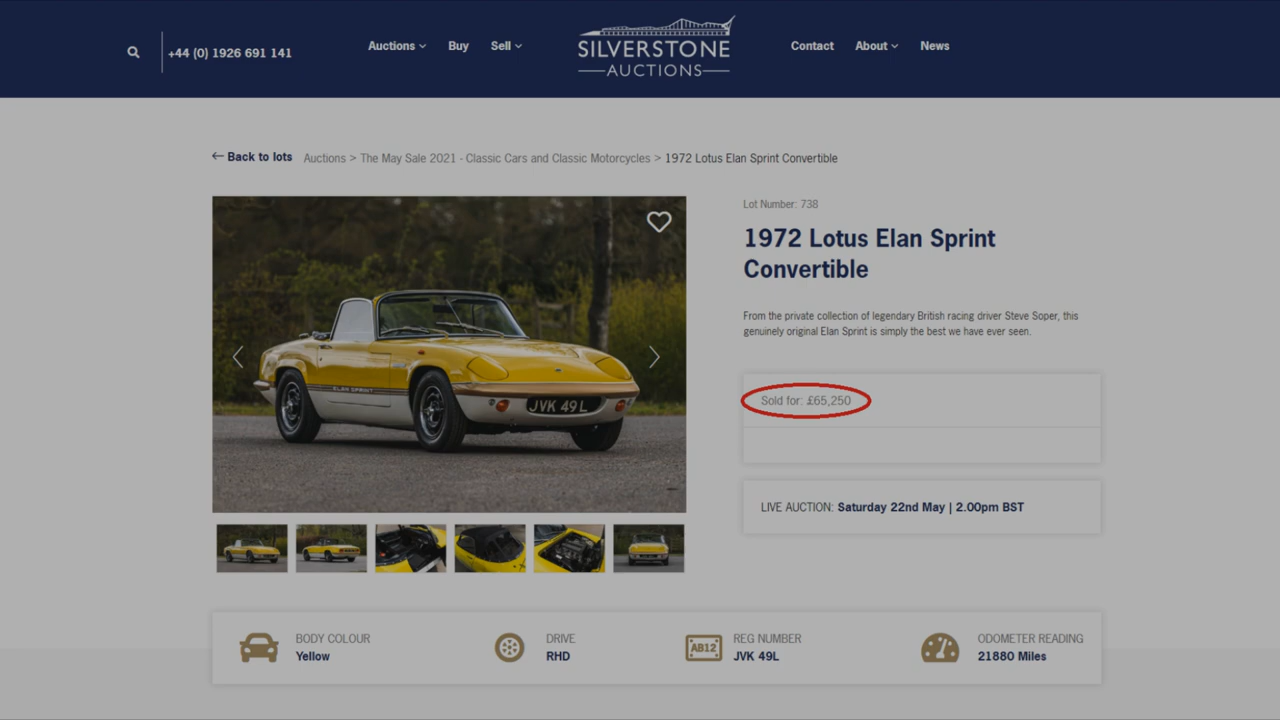 +44 (0) 1926 691 141
Auctions
Buy
Sell
SILVERSTONE
AUCTIONS
Contact
About
News
Back to lots
Auctions > The May Sale 2021 - Classic Cars and Classic Motorcycles > 1972 Lotus Elan Sprint Convertible
ELAN SPRINT
JVK 49L
Lot Number: 738
1972 Lotus Elan Sprint
Convertible
From the private collection of legendary British racing driver Steve Soper, this
genuinely original Elan Sprint is simply the best we have ever seen.
Sold for: £65,250
LIVE AUCTION: Saturday 22nd May | 2.00pm BST
BODY COLOUR
Yellow
DRIVE
RHD
AB12
REG NUMBER
JVK 49L
ODOMETER READING
21880 Miles